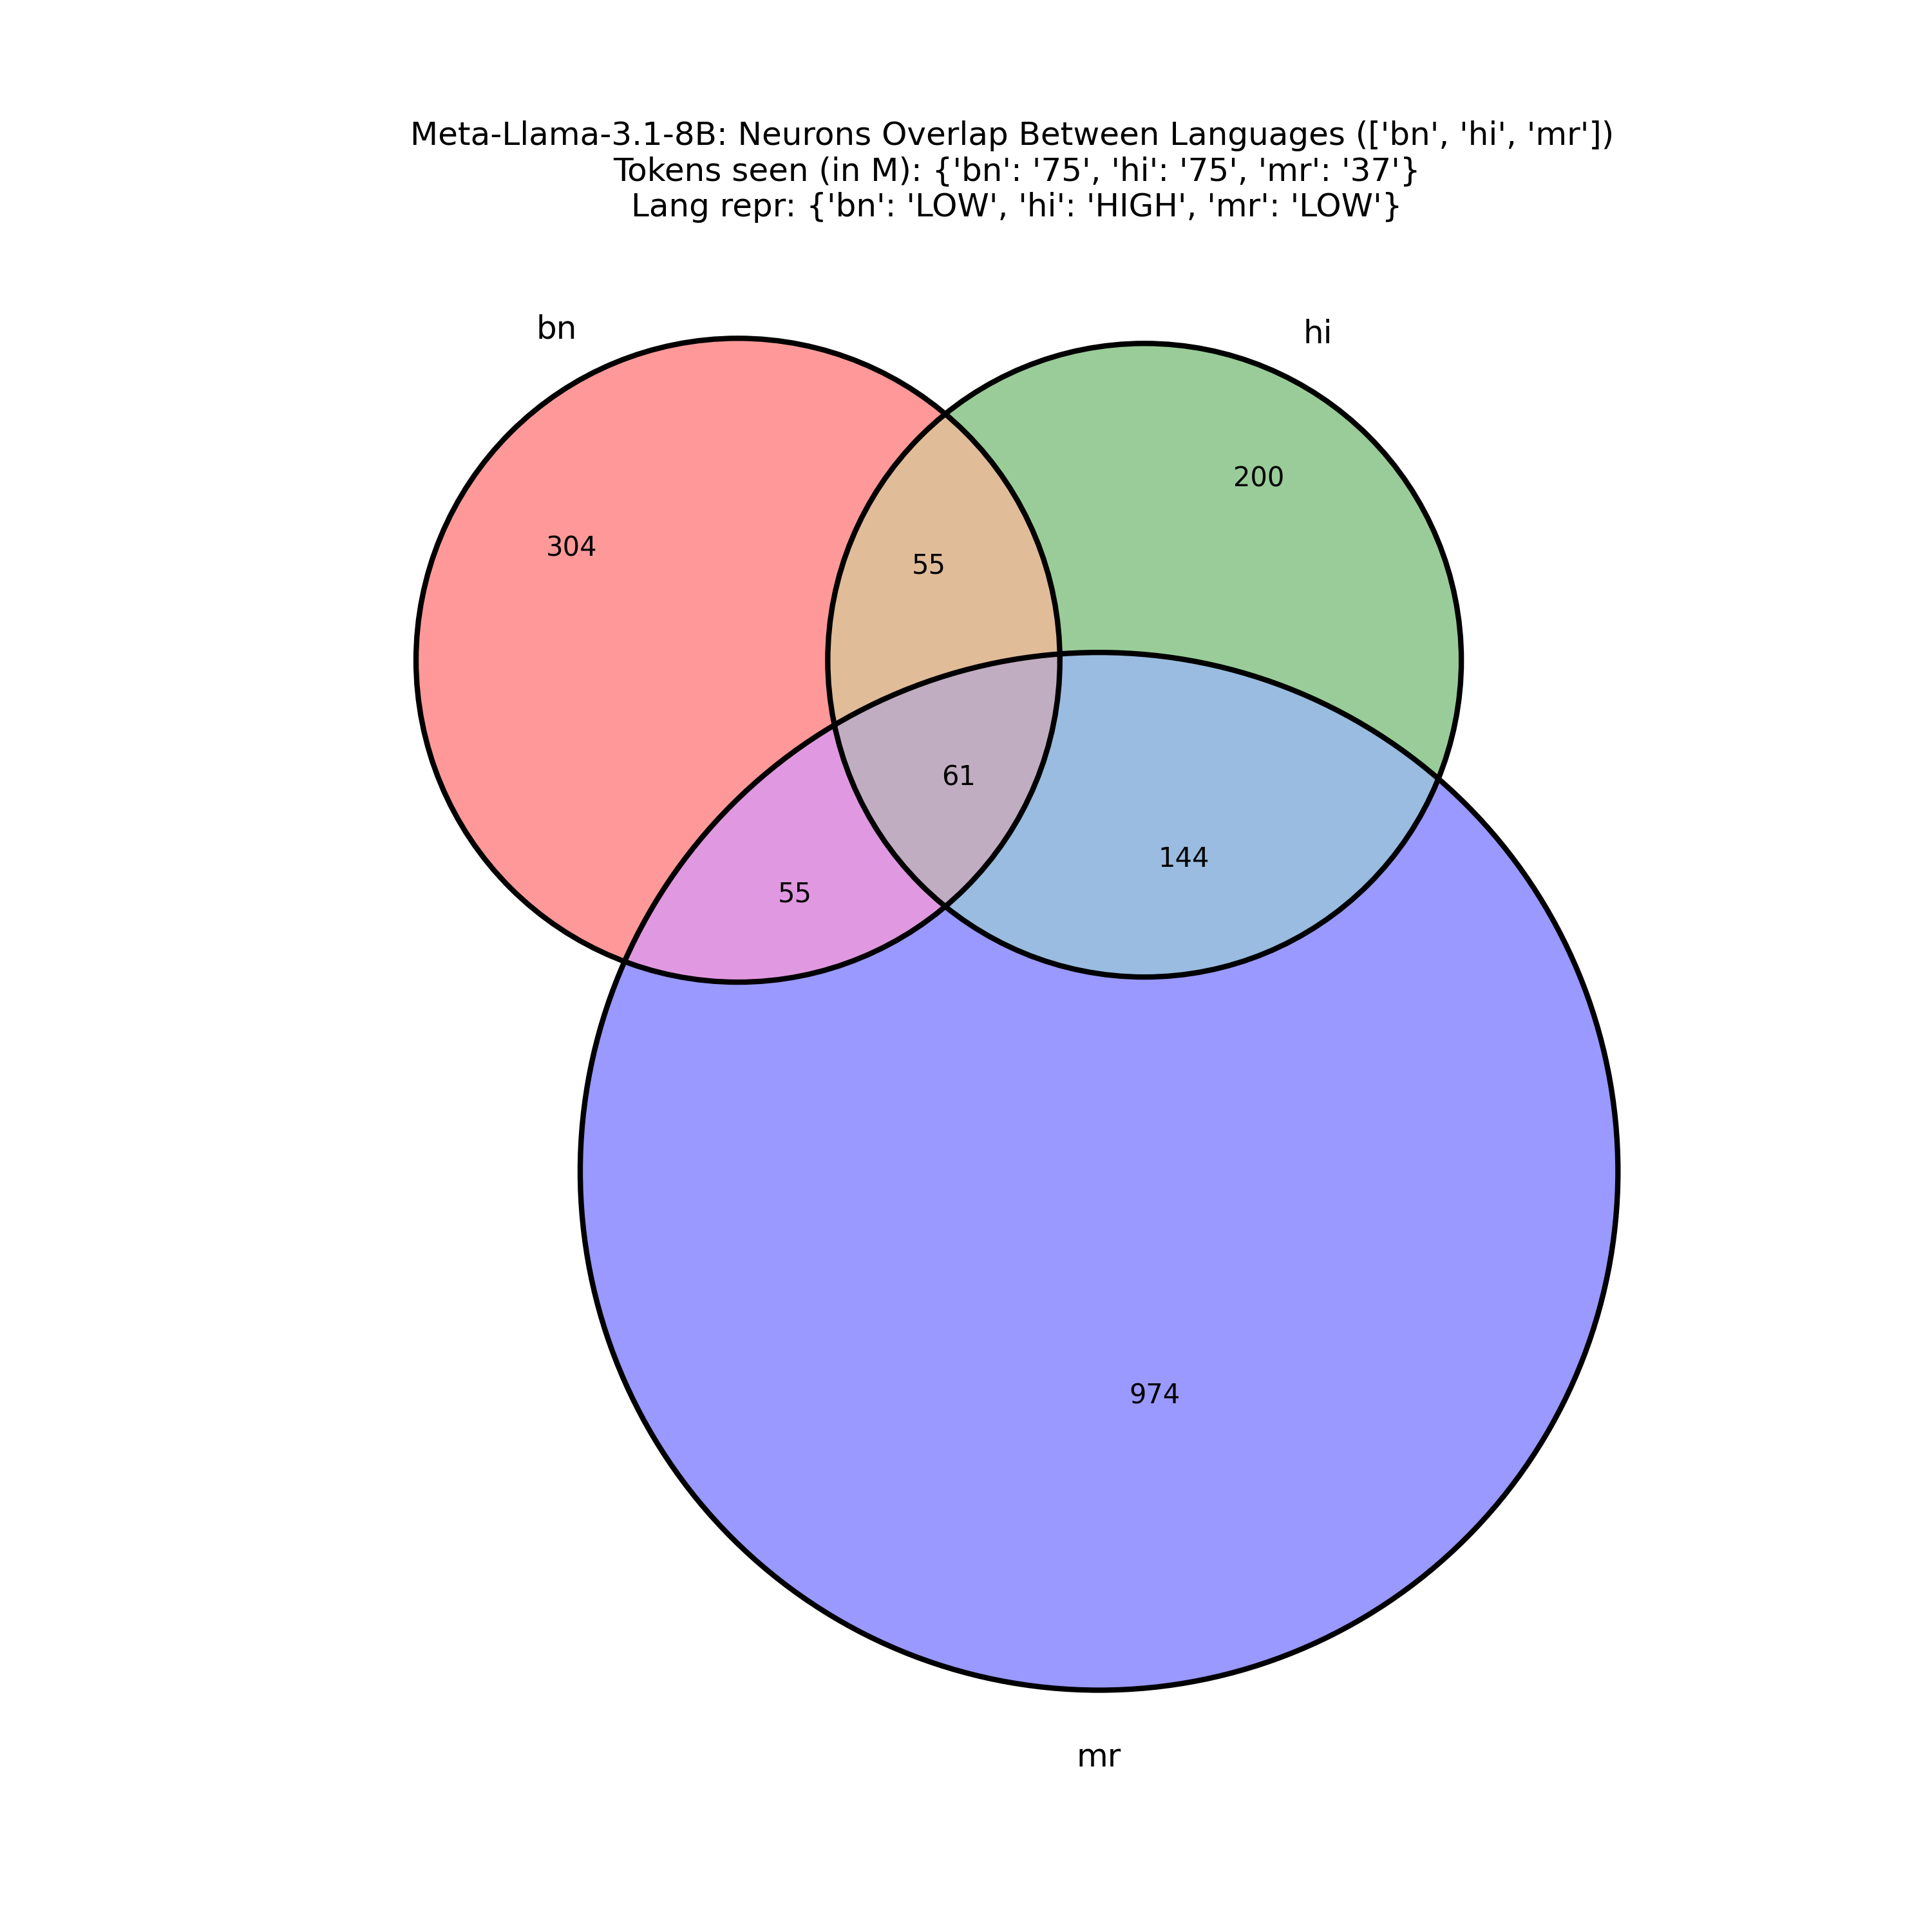 Meta-Llama-3.1-8B: Neurons Overlap Between Languages (['bn', 'hi', 'mr'])
Tokens seen (in M): {'bn': '75', 'hi': '75', 'mr': '37'}
Lang repr: {'bn': 'LOW', 'hi': 'HIGH', 'mr': 'LOW'}
bn
hi
200
304
55
61
144
55
974
mr